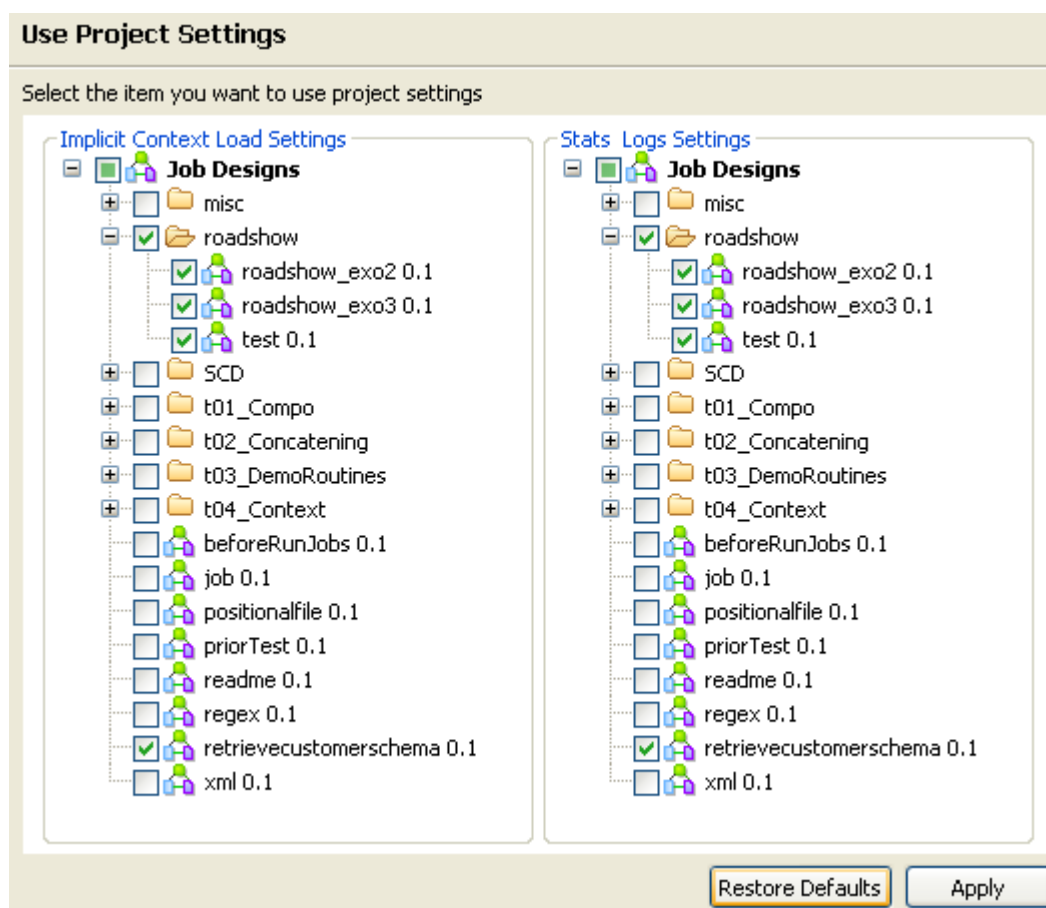 Use Project Settings
Select the item you want to use project settings
Implicit Context Load Settings
Job Designs
misc
roadshow
roadshow_exo2 0.1
roadshow_exo3 0.1
test 0.1
SCD
t01_Compo
t02_Concatening
t03_DemoRoutines
t04_Context
beforeRunJobs 0.1
job 0.1
positionalfile 0.1
priorTest 0.1
readme 0.1
regex 0.1
retrievecustomerschema 0.1
xml 0.1
Stats Logs Settings
Job Designs
misc
roadshow
roadshow_exo2 0.1
roadshow_exo3 0.1
test 0.1
SCD
t01_Compo
t02_Concatening
t03_DemoRoutines
t04_Context
beforeRunJobs 0.1
job 0.1
positionalfile 0.1
priorTest 0.1
readme 0.1
regex 0.1
retrievecustomerschema 0.1
xml 0.1
Restore Defaults
Apply